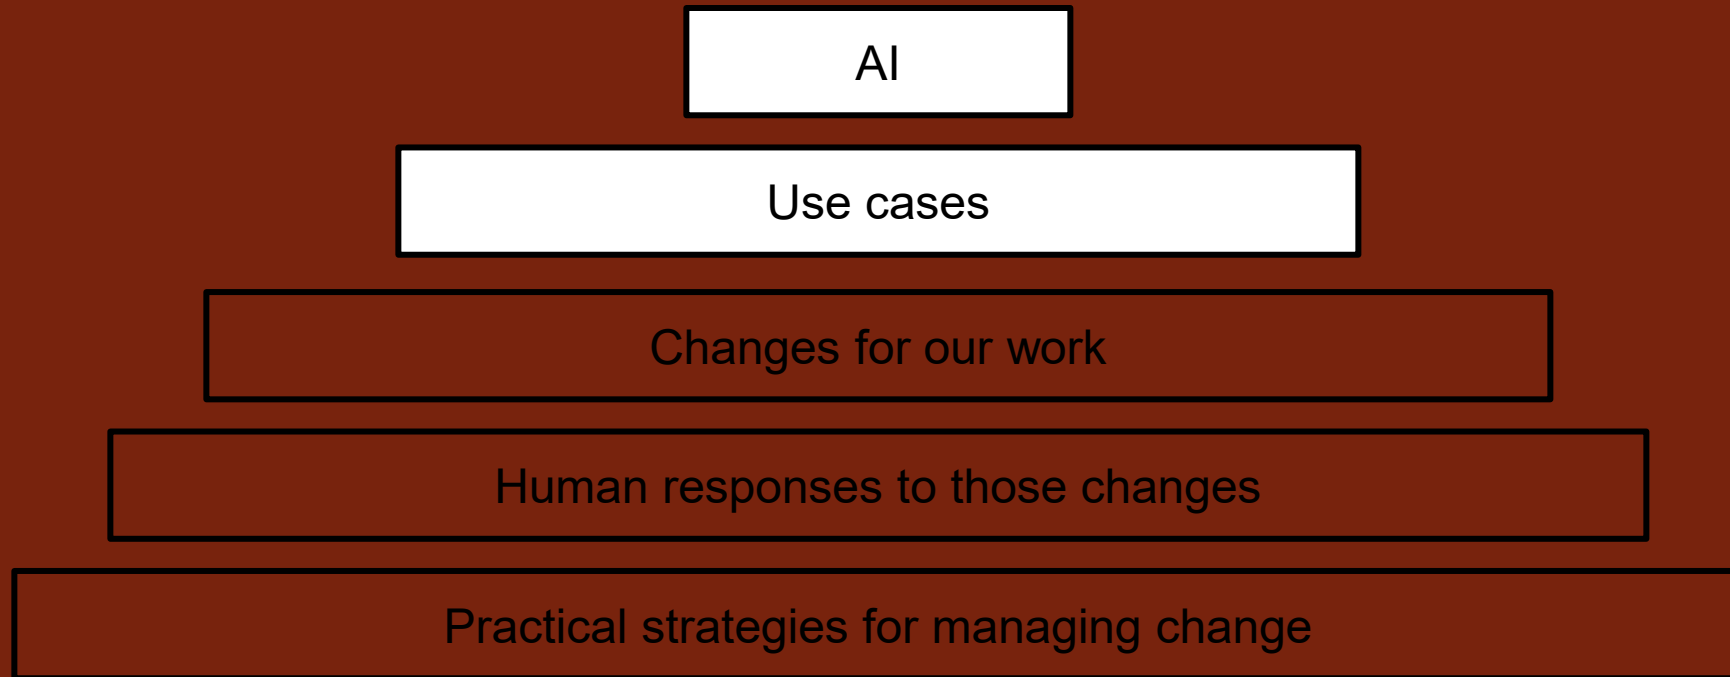 AI
Use cases
Changes for our work
Human responses to those changes
Practical strategies for managing change